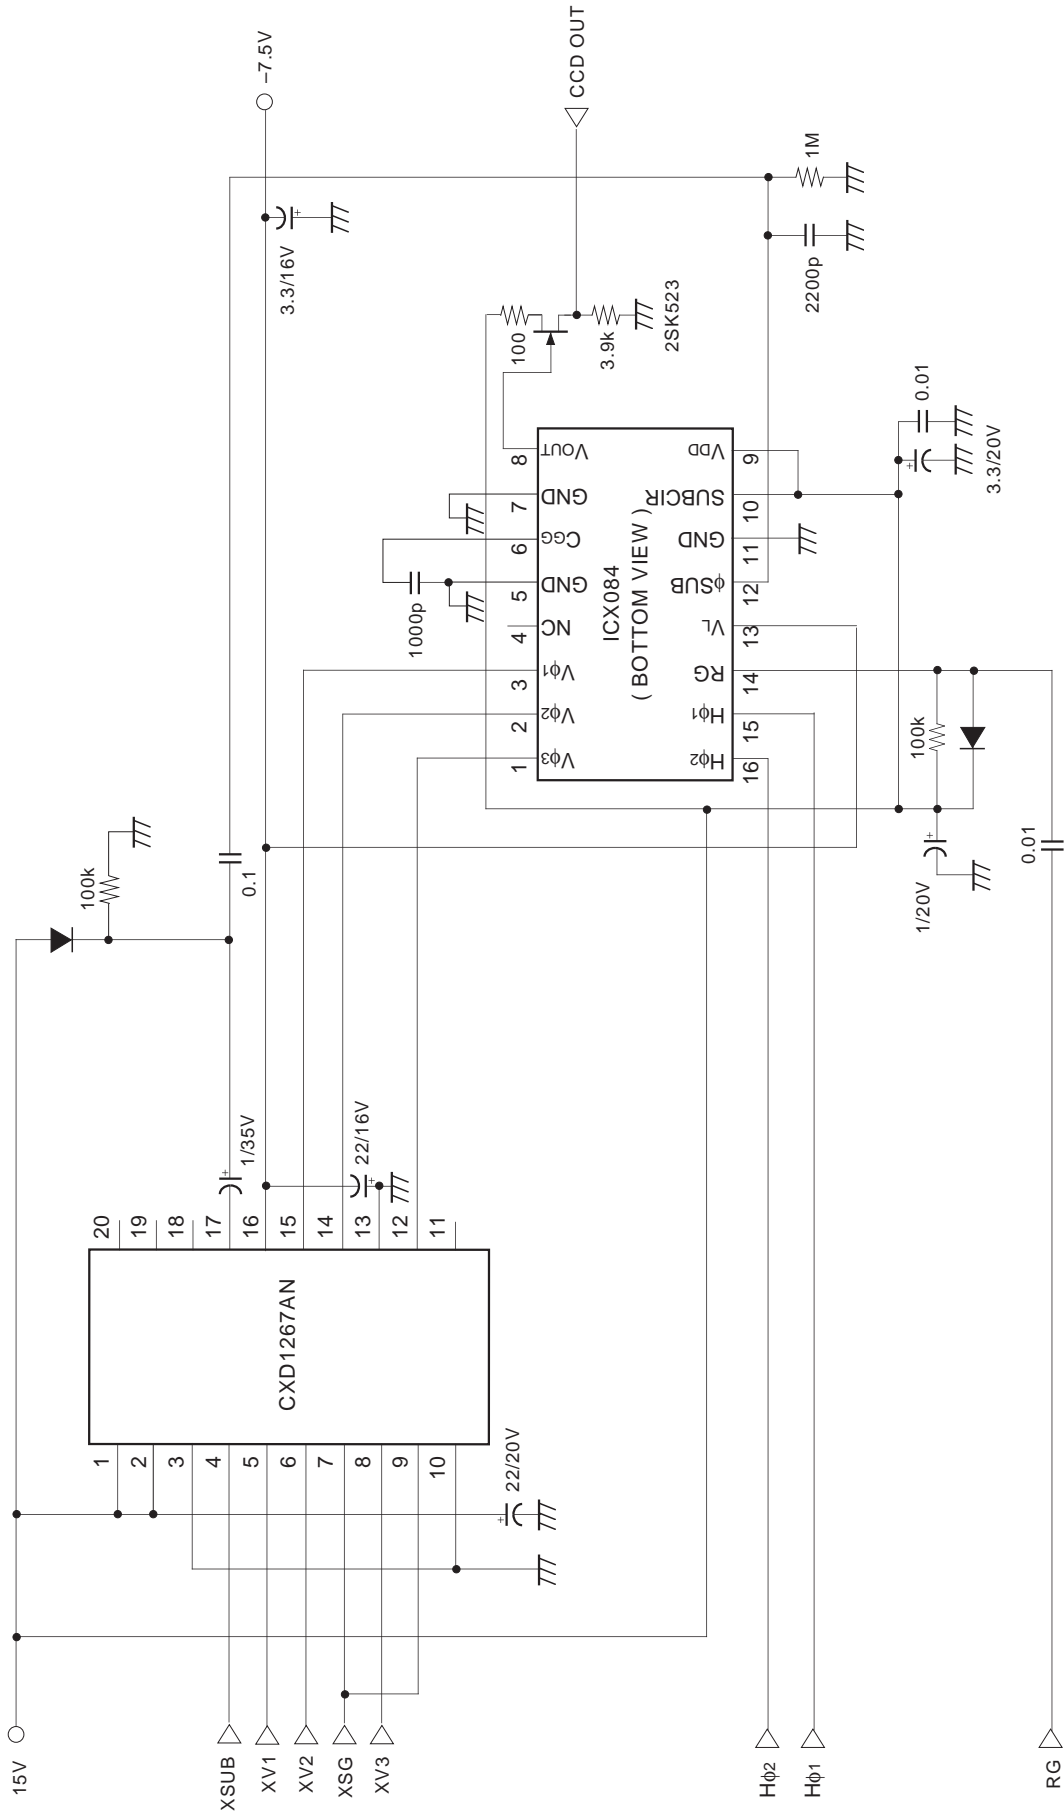 15V
XSUB
XV1
XV2
XSG
XV3
Hϕ2
Hϕ1
RG
1
2
3
4
5
6
7
8
9
10
22/20V
CXD1267AN
20
19
18
17
16
15
14
13
12
11
1/35V
22/16V
100k
0.1
–7.5V
3.3/16V
1
2
3
4
5
6
7
8
Vϕ3
Vϕ2
Vϕ1
NC
GND
CGG
GND
VOUT
ICX084
( BOTTOM VIEW )
Hϕ2
Hϕ1
RG
VL
ϕSUB
GND
SUBCIR
VDD
16
15
14
13
12
11
10
9
1000p
100
3.9k
2SK523
CCD OUT
1M
2200p
0.01
3.3/20V
100k
1/20V
0.01